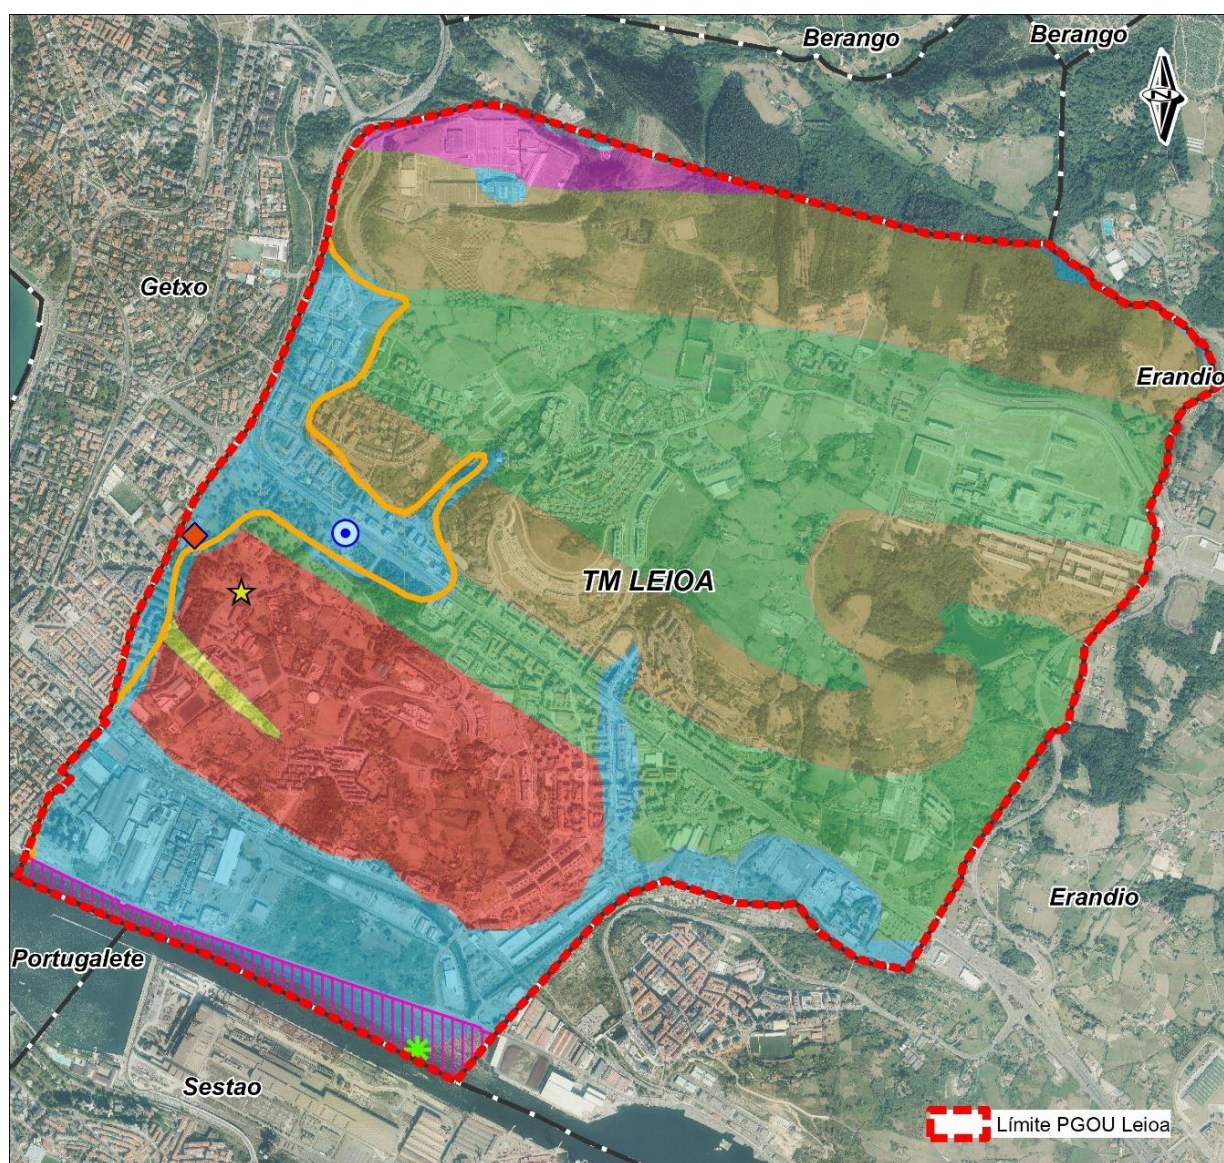 Berango
Berango
N
Getxo
Erandio
TM LEIOA
Erandio
Portugalete
Sestao
Límite PGOU Leioa